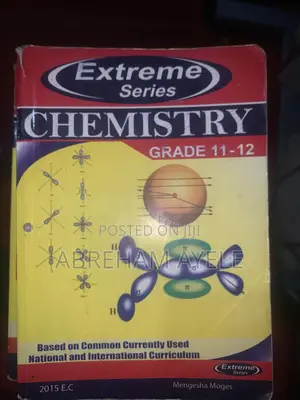 Extreme
Series
CHEMISTRY
GRADE 11-12
POSTED ON JIJI
ABREHAM AYELE
H
H
π
π
Based on Common Currently Used
National and International Curriculum
Extreme
Series
2015 E.C
Mengesha Moges